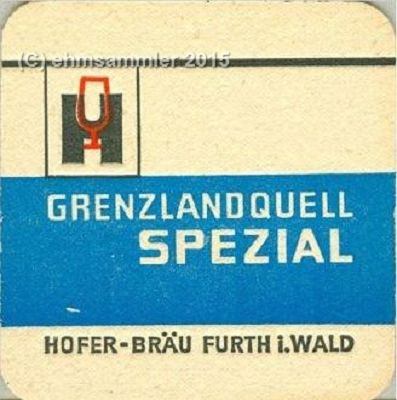 (C) ehmsammler 2015
H
GRENZLANDQUELL
SPEZIAL
HOFER-BRÄU FURTH i.WALD